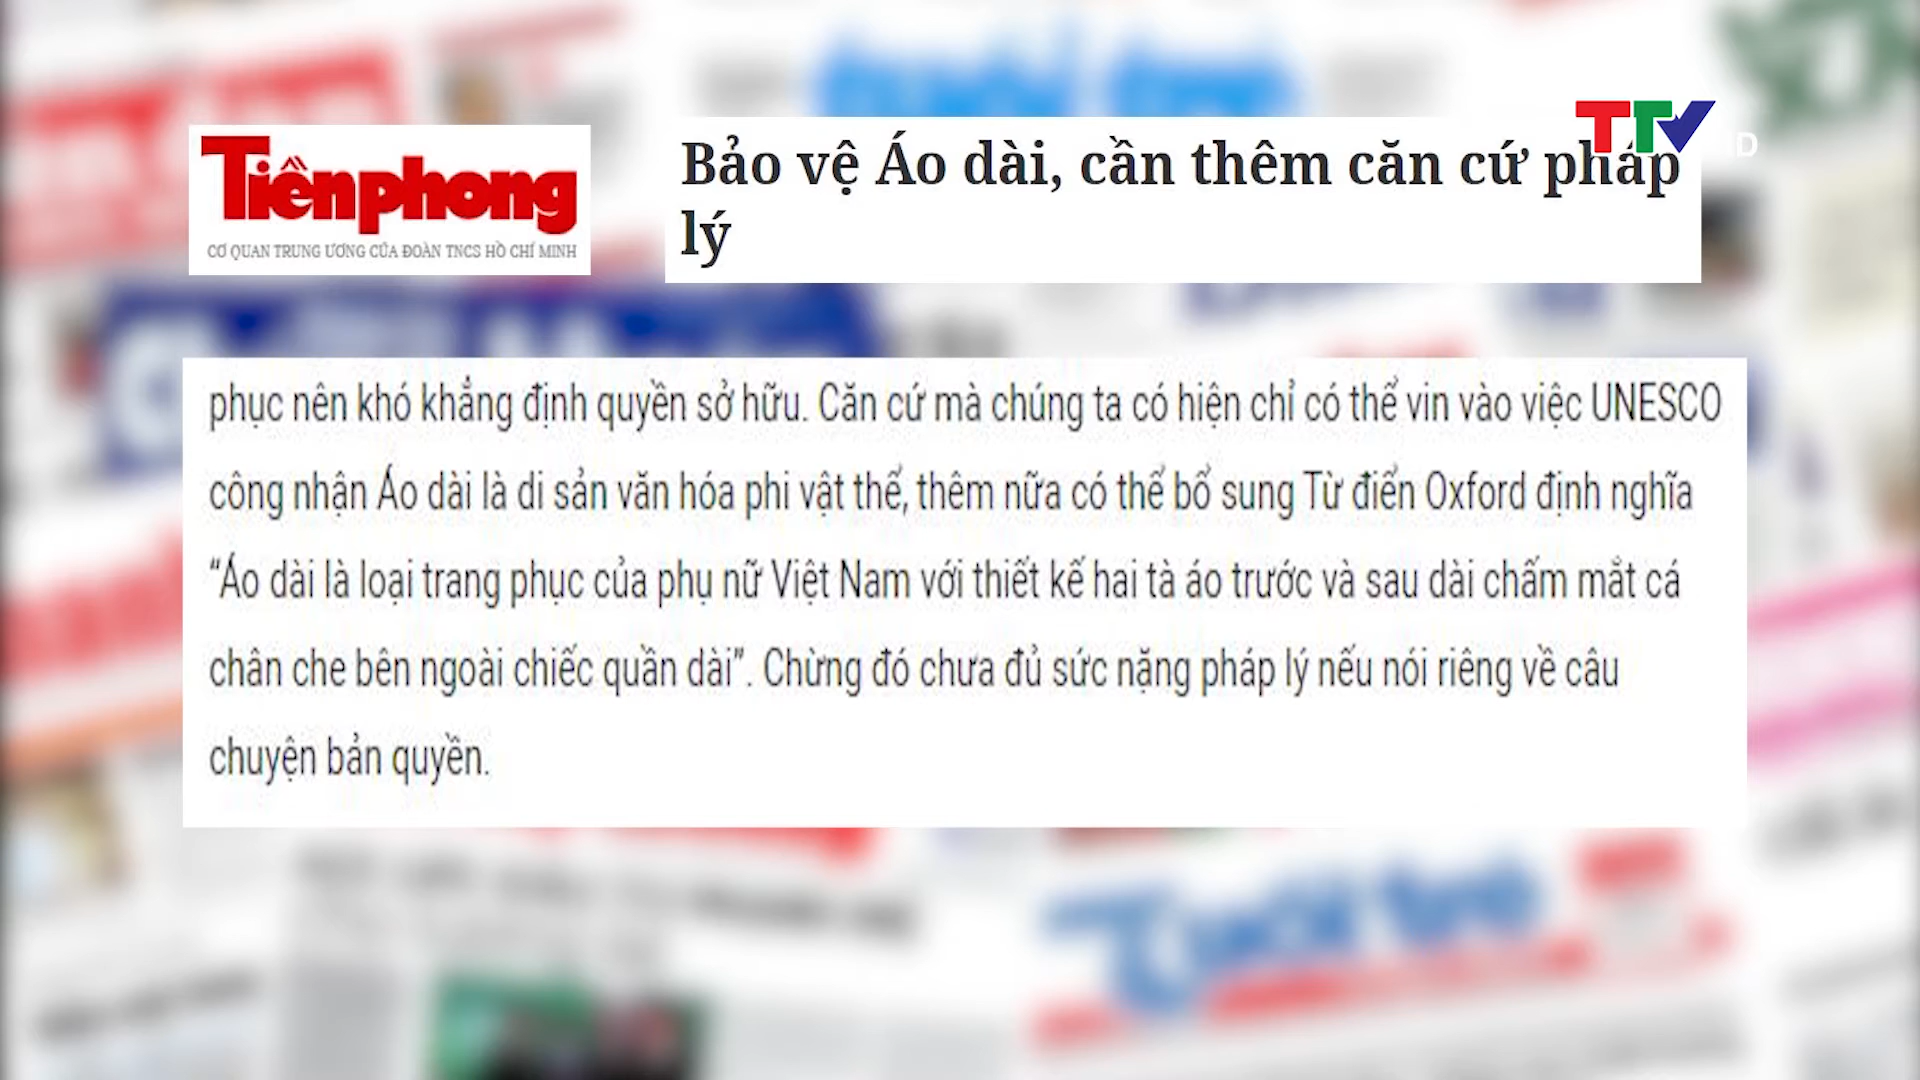 Tiềnphong
CƠ QUAN TRUNG ƯƠNG CỦA ĐOÀN TNCS HỒ CHÍ MINH
TTV HD
Bảo vệ Áo dài, cần thêm căn cứ pháp
lý
phục nên khó khẳng định quyền sở hữu. Căn cứ mà chúng ta có hiện chỉ có thể vin vào việc UNESCO
công nhận Áo dài là di sản văn hóa phi vật thể, thêm nữa có thể bổ sung Từ điển Oxford định nghĩa
“Áo dài là loại trang phục của phụ nữ Việt Nam với thiết kế hai tà áo trước và sau dài chấm mắt cá
chân che bên ngoài chiếc quần dài”. Chừng đó chưa đủ sức nặng pháp lý nếu nói riêng về câu
chuyện bản quyền.